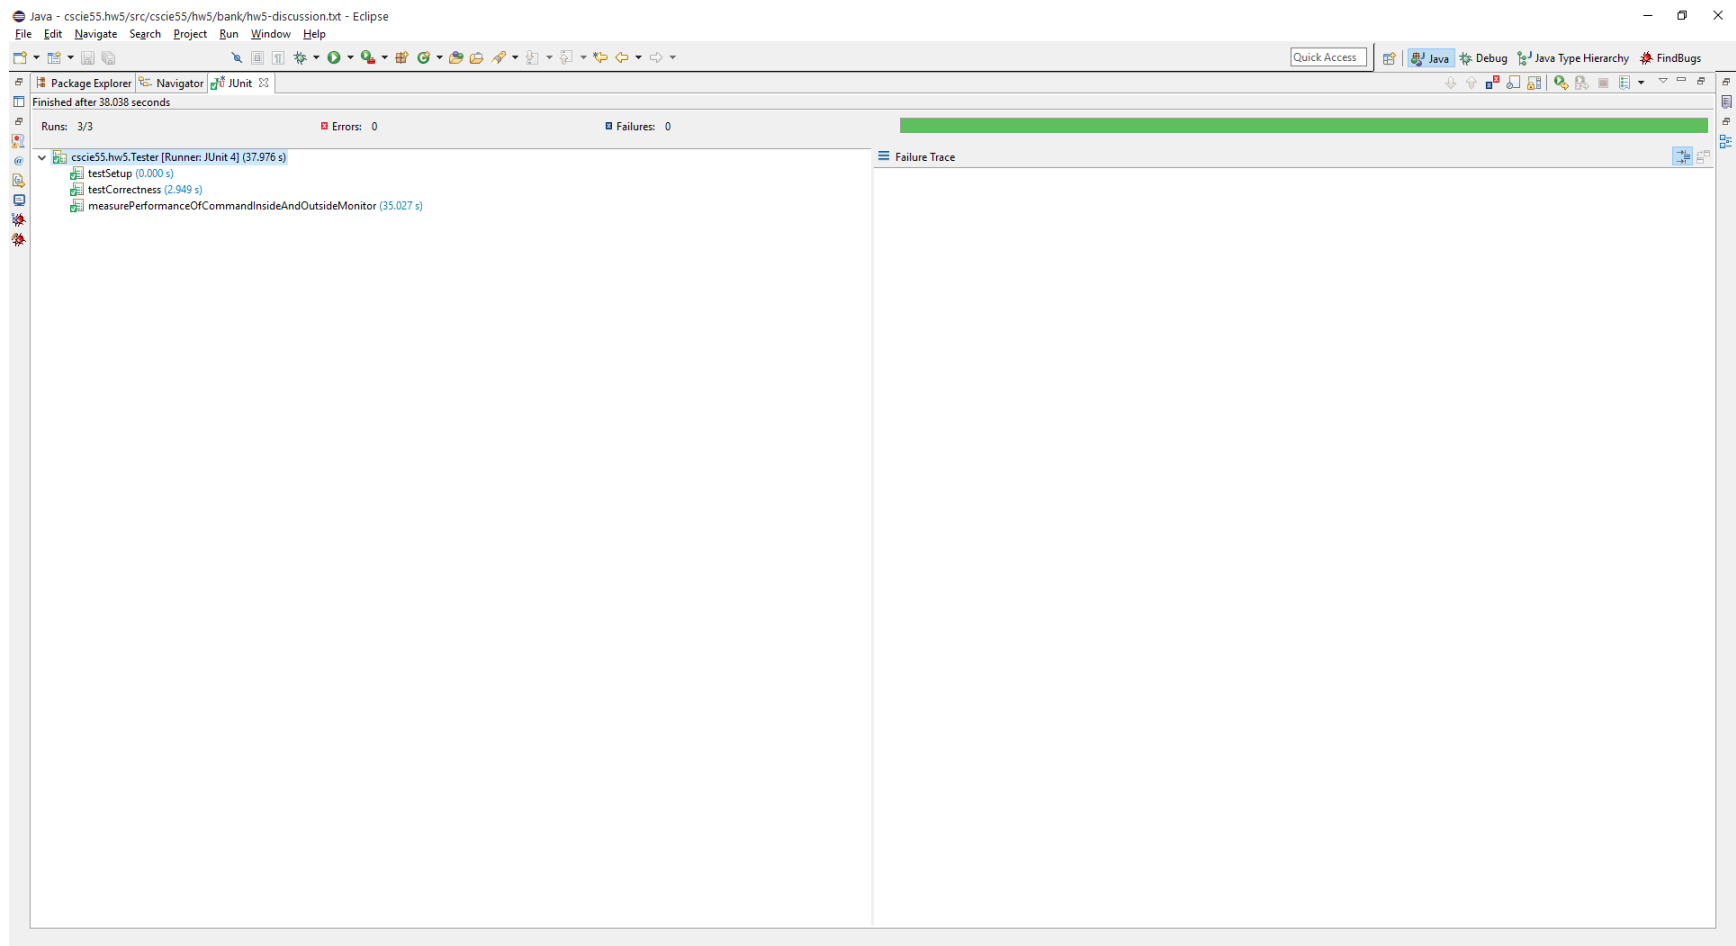 Java - cscie55.hw5/src/cscie55/hw5/bank/hw5-discussion.txt - Eclipse
File Edit Navigate Search Project Run Window Help
Quick Access Java Debug Java Type Hierarchy FindBugs
Package Explorer Navigator JUnit
Finished after 38.038 seconds
Runs: 3/3 Errors: 0 Failures: 0
cscie55.hw5.Tester [Runner: JUnit 4] (37.976 s) Failure Trace
testSetup (0.000 s)
testCorrectness (2.949 s)
measurePerformanceOfCommandInsideAndOutsideMonitor (35.027 s)